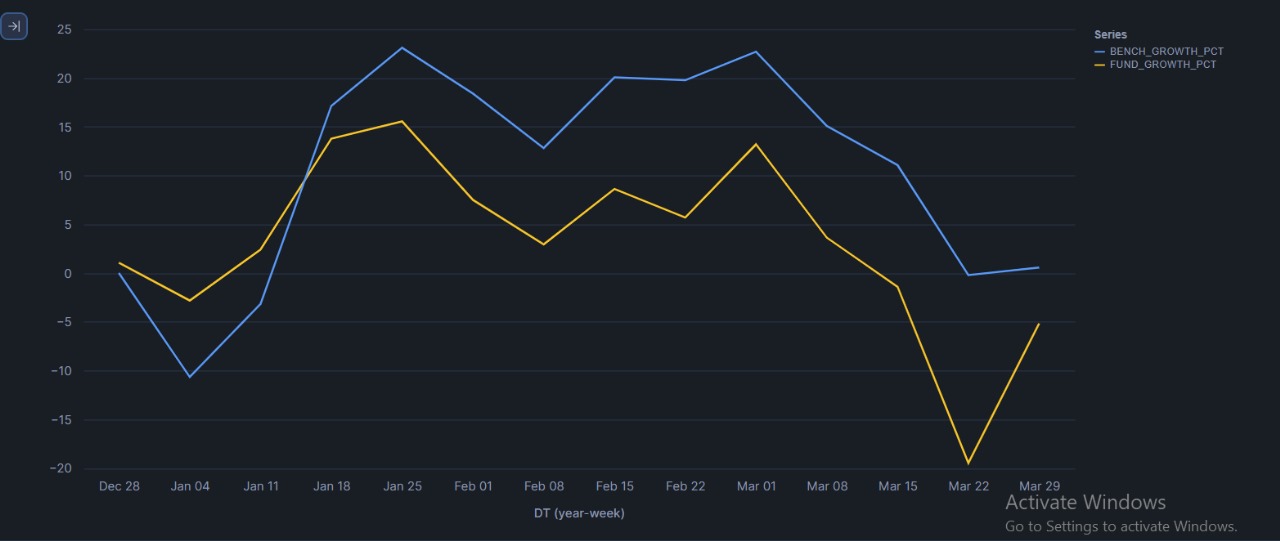 25
20
15
10
5
0
−5
−10
−15
−20
Dec 28 Jan 04 Jan 11 Jan 18 Jan 25 Feb 01 Feb 08 Feb 15 Feb 22 Mar 01 Mar 08 Mar 15 Mar 22 Mar 29
DT (year-week)
Series
BENCH_GROWTH_PCT
FUND_GROWTH_PCT
Activate Windows
Go to Settings to activate Windows.